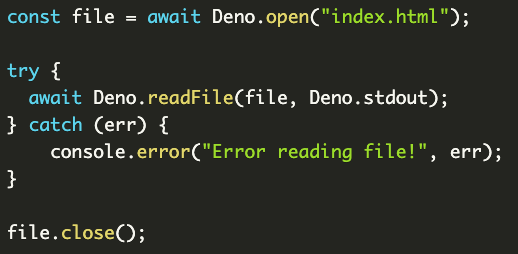 const file = await Deno.open("index.html");

try {
  await Deno.readFile(file, Deno.stdout);
} catch (err) {
    console.error("Error reading file!", err);
}

file.close();